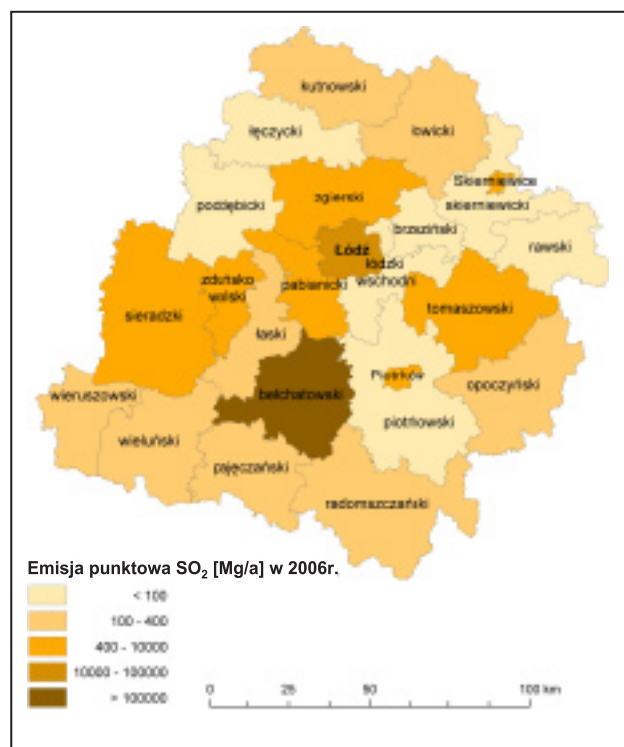 kutnowski
łęczycki
łowicki
Skierniewice
zgierski
skierniewicki
poddębicki
brzeziński
Łódź
rawski
łódzki
wschodni
zduńsko
wolski
pabianicki
sieradzki
tomaszowski
łaski
Piotrków
opoczyński
wieruszowski
bełchatowski
piotrkowski
wieluński
pajęczański
radomszczański
Emisja punktowa SO₂ [Mg/a] w 2006r.
< 100
100 - 400
400 - 10000
10000 - 100000
> 100000
0 25 50 100 km